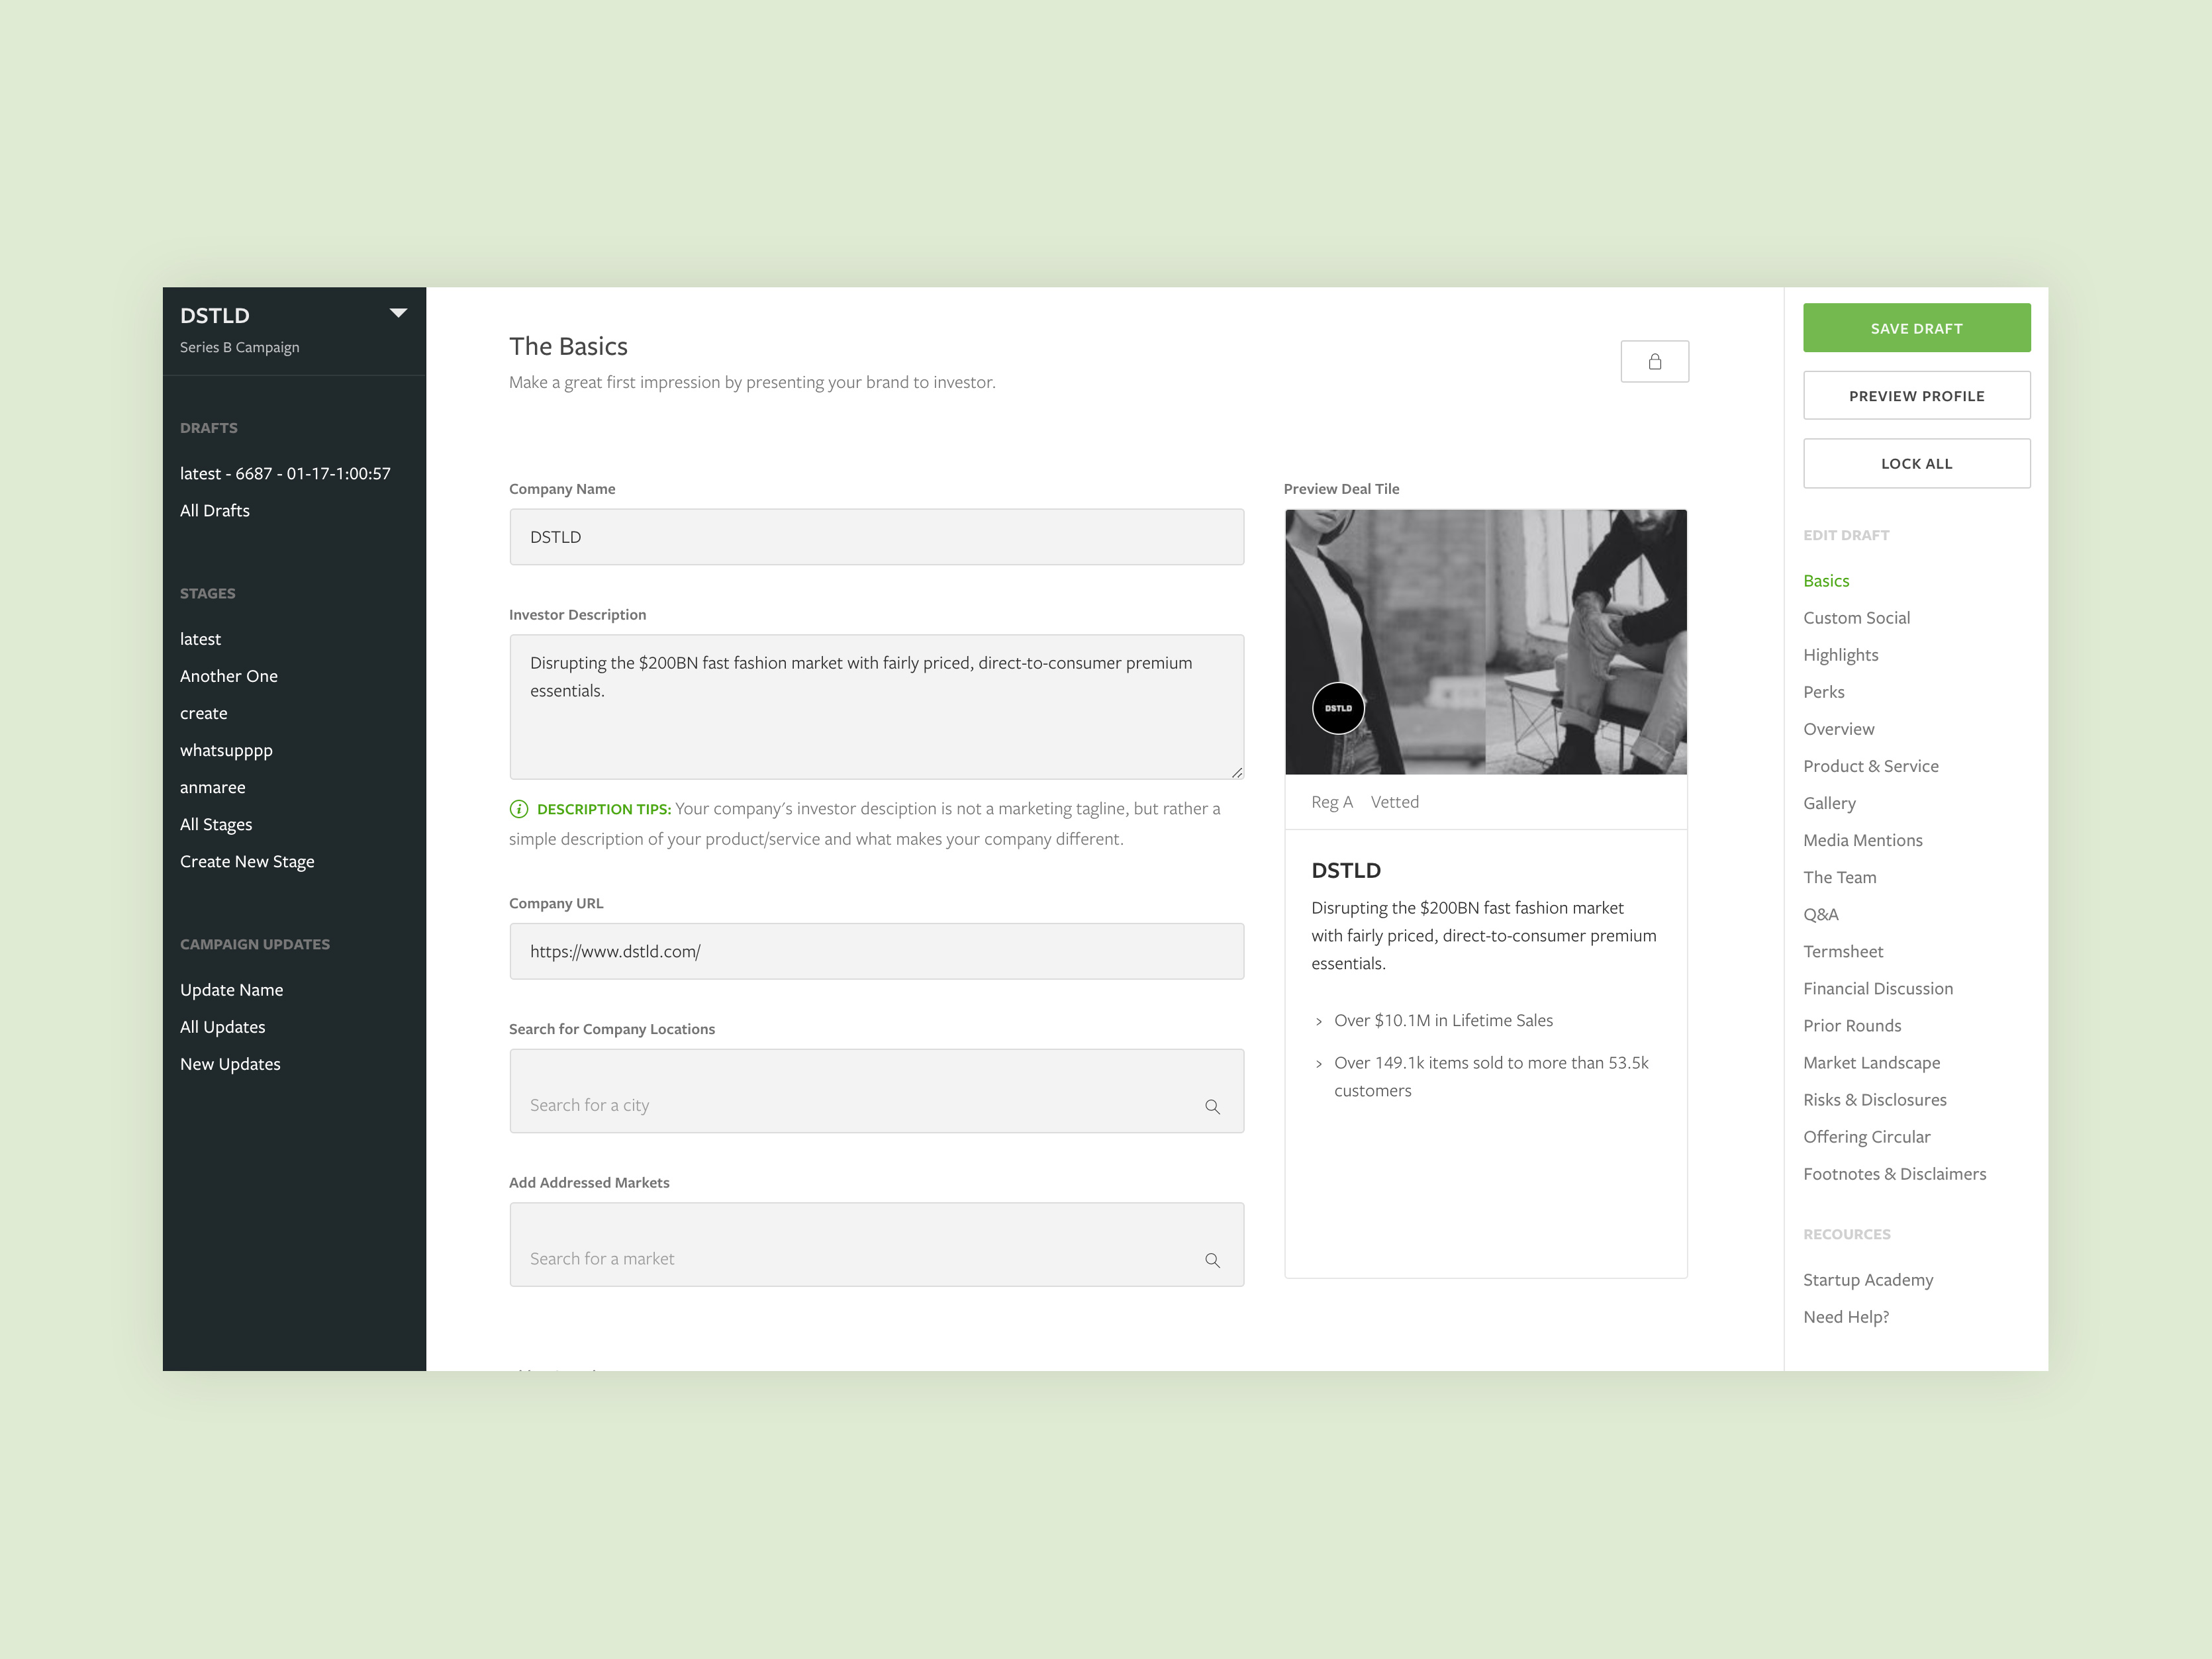 DSTLD
Series B Campaign
DRAFTS
latest - 6687 - 01-17-1:00:57
All Drafts
STAGES
latest
Another One
create
whatsupppp
anmaree
All Stages
Create New Stage
CAMPAIGN UPDATES
Update Name
All Updates
New Updates
The Basics
Make a great first impression by presenting your brand to investor.
Company Name
DSTLD
Investor Description
Disrupting the $200BN fast fashion market with fairly priced, direct-to-consumer premium
essentials.
DESCRIPTION TIPS: Your company's investor desciption is not a marketing tagline, but rather a
simple description of your product/service and what makes your company different.
Company URL
https://www.dstld.com/
Search for Company Locations
Search for a city
Add Addressed Markets
Search for a market
Preview Deal Tile
DSTLD
Reg A Vetted
DSTLD
Disrupting the $200BN fast fashion market
with fairly priced, direct-to-consumer premium
essentials.
> Over $10.1M in Lifetime Sales
> Over 149.1k items sold to more than 53.5k
customers
SAVE DRAFT
PREVIEW PROFILE
LOCK ALL
EDIT DRAFT
Basics
Custom Social
Highlights
Perks
Overview
Product & Service
Gallery
Media Mentions
The Team
Q&A
Termsheet
Financial Discussion
Prior Rounds
Market Landscape
Risks & Disclosures
Offering Circular
Footnotes & Disclaimers
RECOURCES
Startup Academy
Need Help?